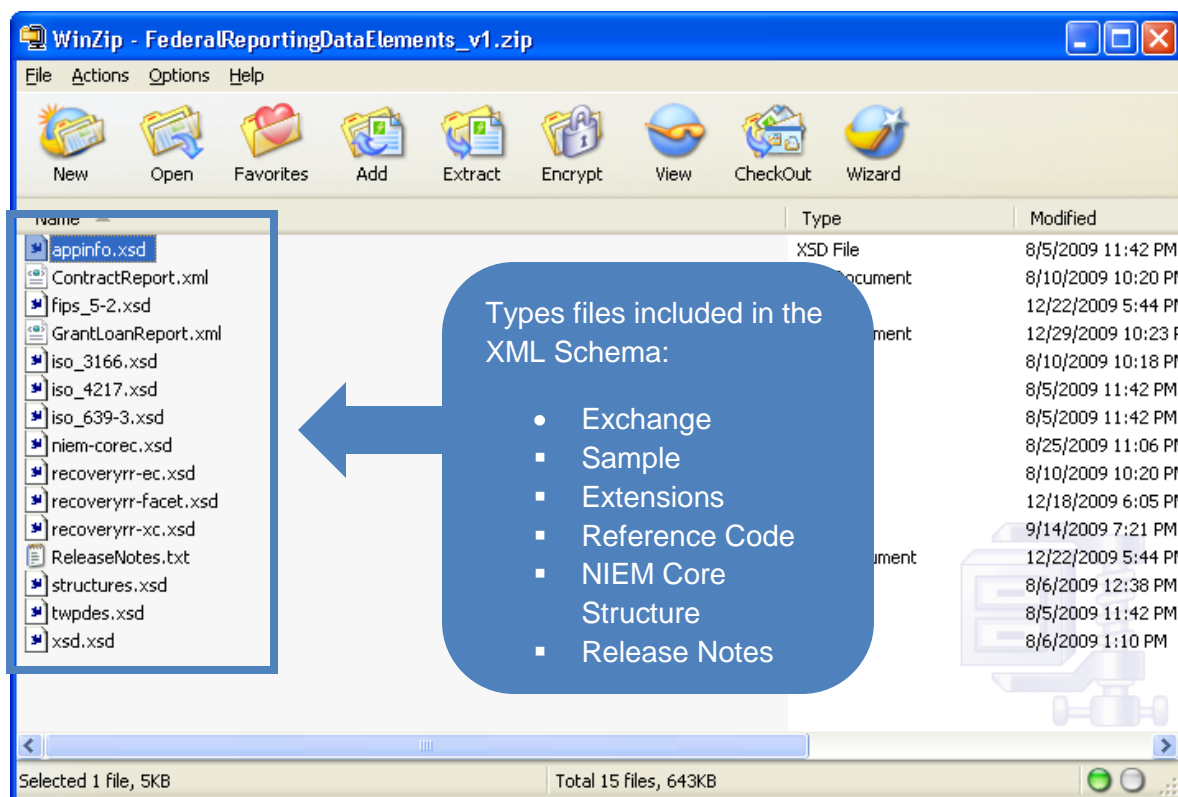 WinZip - FederalReportingDataElements_v1.zip
File Actions Options Help
New Open Favorites Add Extract Encrypt View CheckOut Wizard
Name Type Modified
appinfo.xsd XSD File 8/5/2009 11:42 PM
ContractReport.xml 8/10/2009 10:20 PM
fips_5-2.xsd 12/22/2009 5:44 PM
GrantLoanReport.xml 12/29/2009 10:23 P
iso_3166.xsd 8/10/2009 10:18 PM
iso_4217.xsd 8/5/2009 11:42 PM
iso_639-3.xsd 8/5/2009 11:42 PM
niem-corec.xsd 8/25/2009 11:06 PM
recoveryrr-ec.xsd 8/10/2009 10:20 PM
recoveryrr-facet.xsd 12/18/2009 6:05 PM
recoveryrr-xc.xsd 9/14/2009 7:21 PM
ReleaseNotes.txt 12/22/2009 5:44 PM
structures.xsd 8/6/2009 12:38 PM
twpdes.xsd 8/5/2009 11:42 PM
xsd.xsd 8/6/2009 1:10 PM
Types files included in the
XML Schema:
• Exchange
▪ Sample
▪ Extensions
▪ Reference Code
▪ NIEM Core
Structure
▪ Release Notes
Selected 1 file, 5KB Total 15 files, 643KB